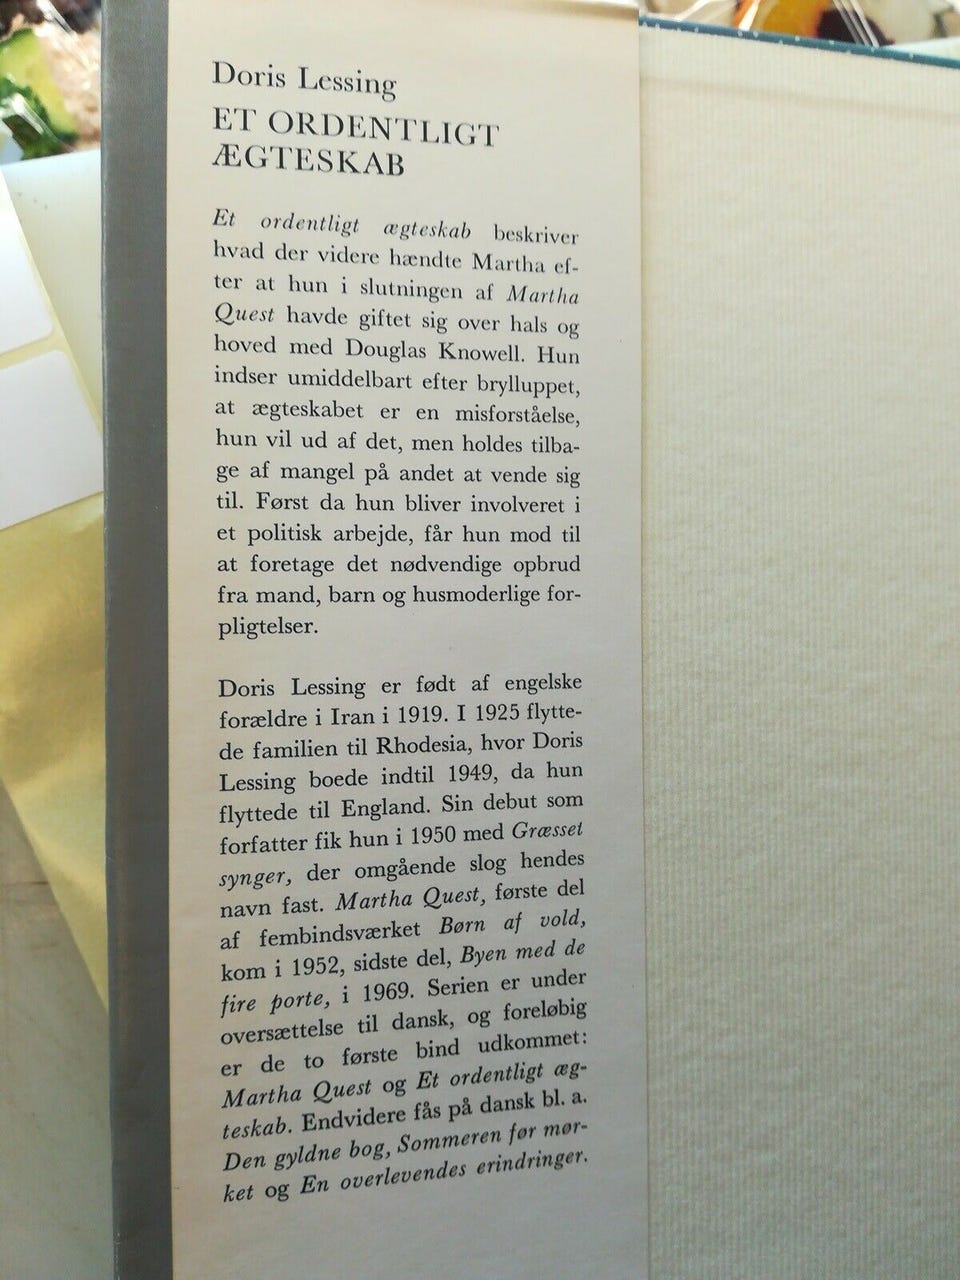 Doris Lessing
ET ORDENTLIGT
ÆGTESKAB
Et ordentligt ægteskab beskriver
hvad der videre hændte Martha ef-
ter at hun i slutningen af Martha
Quest havde giftet sig over hals og
hoved med Douglas Knowell. Hun
indser umiddelbart efter brylluppet,
at ægteskabet er en misforståelse,
hun vil ud af det, men holdes tilba-
ge af mangel på andet at vende sig
til. Først da hun bliver involveret i
et politisk arbejde, får hun mod til
at foretage det nødvendige opbrud
fra mand, barn og husmoderlige for-
pligtelser.
Doris Lessing er født af engelske
forældre i Iran i 1919. I 1925 flytte-
de familien til Rhodesia, hvor Doris
Lessing boede indtil 1949, da hun
flyttede til England. Sin debut som
forfatter fik hun i 1950 med Græsset
synger, der omgående slog hendes
navn fast. Martha Quest, første del
af fembindsværket Børn af vold,
kom i 1952, sidste del, Byen med de
fire porte, i 1969. Serien er under
oversættelse til dansk, og foreløbig
er de to første bind udkommet:
Martha Quest og Et ordentligt æg-
teskab. Endvidere fås på dansk bl. a.
Den gyldne bog, Sommeren før mør-
ket og En overlevendes erindringer.